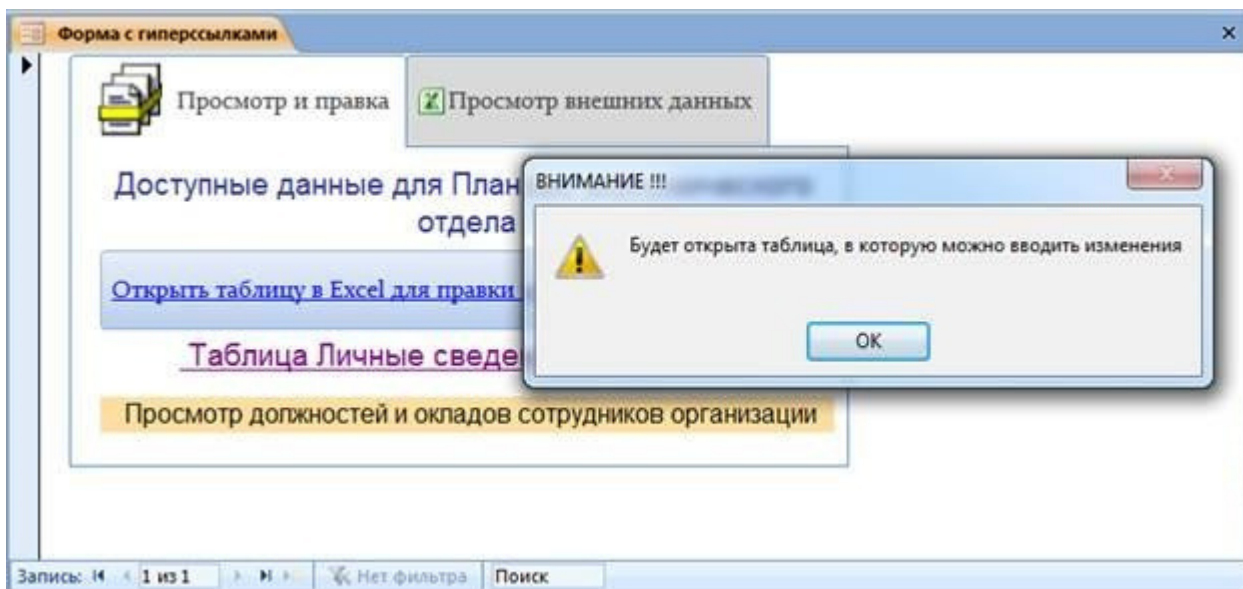 Форма с гиперссылками
Просмотр и правка
Просмотр внешних данных
Доступные данные для План
отдела
ВНИМАНИЕ !!!
Будет открыта таблица, в которую можно вводить изменения
OK
Открыть таблицу в Excel для правки
Таблица Личные сведе
Просмотр должностей и окладов сотрудников организации
Запись: 1 из 1 Нет фильтра Поиск